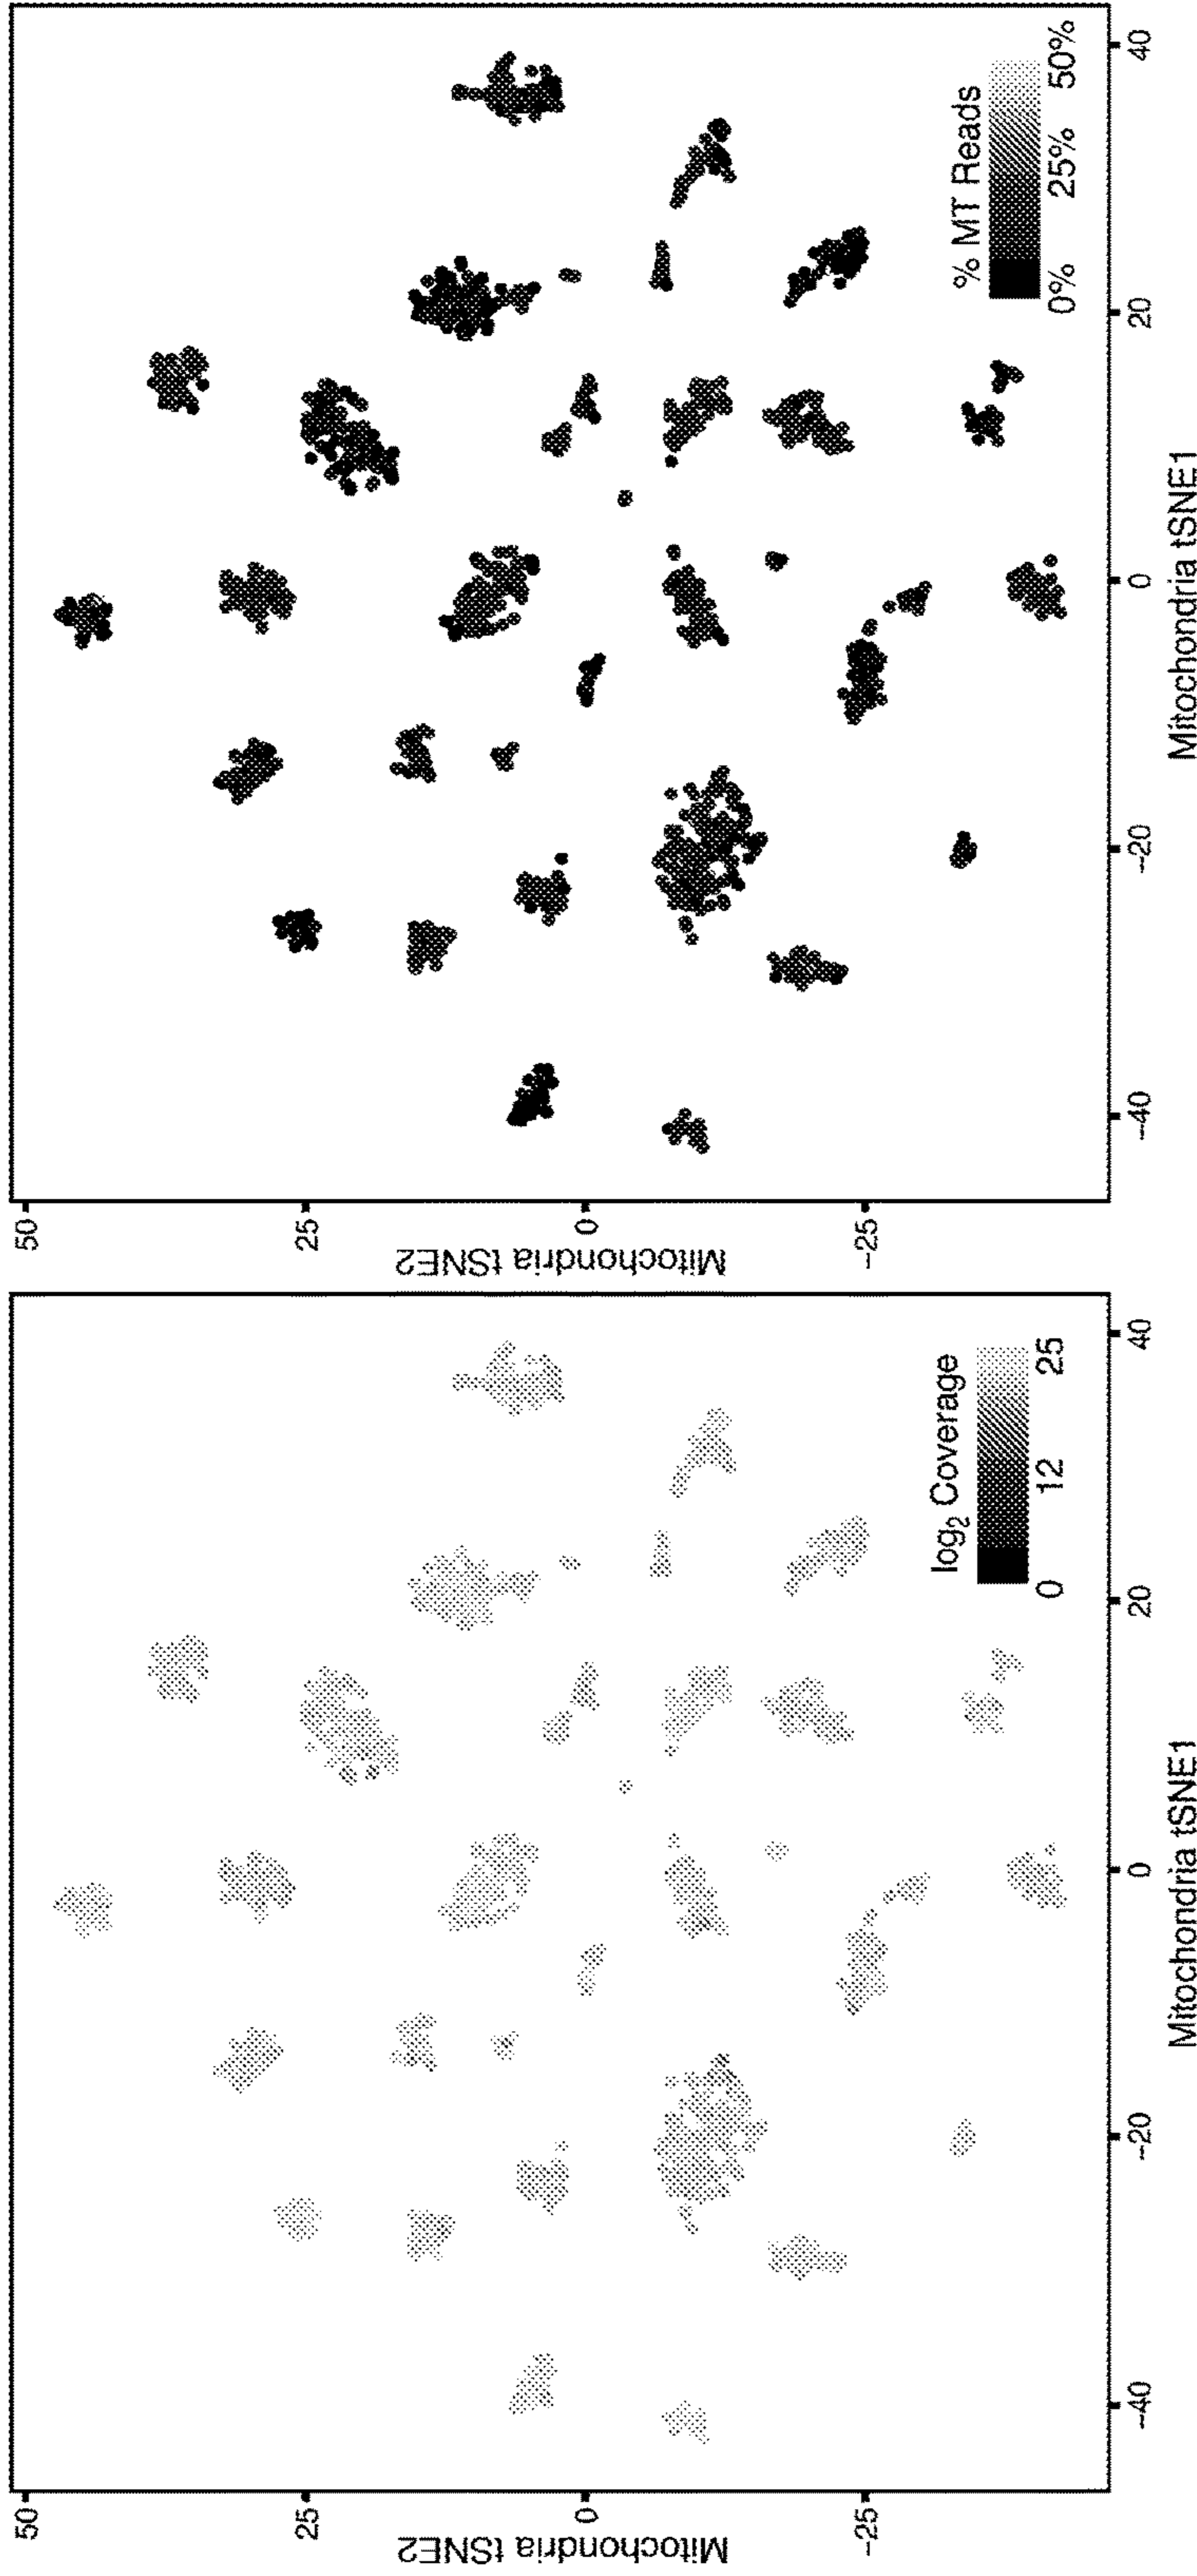 Mitochondria tSNE2
50
25
0
–25
log₂ Coverage
0 12 25
–40 –20 0 20 40
Mitochondria tSNE1
Mitochondria tSNE2
50
25
0
–25
% MT Reads
0% 25% 50%
–40 –20 0 20 40
Mitochondria tSNE1